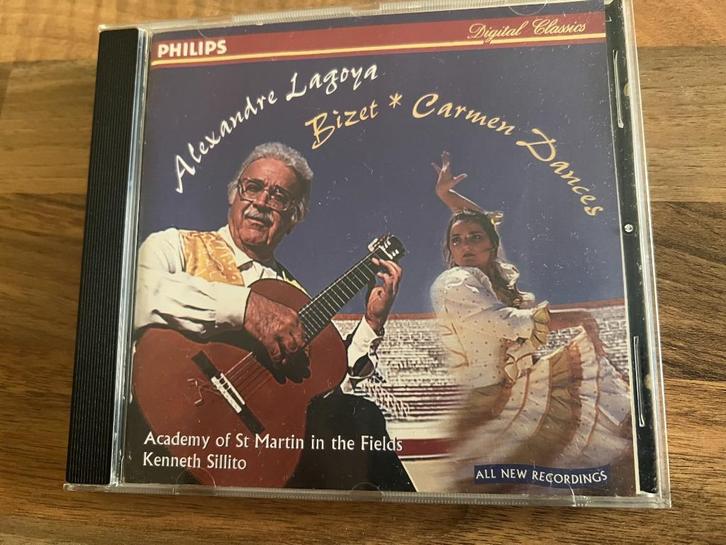 PHILIPS
Digital Classics
Alexandre Lagoya
Bizet * Carmen Dances
Academy of St Martin in the Fields
Kenneth Sillito
ALL NEW RECORDINGS